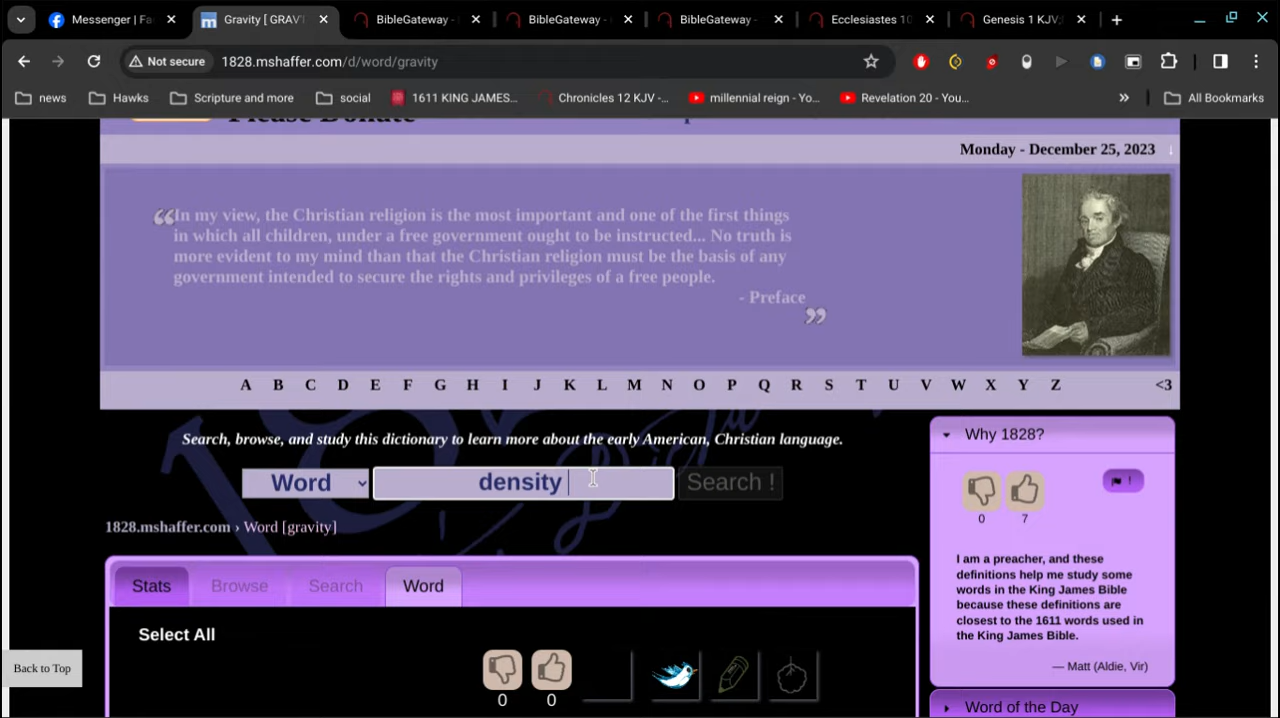 Messenger | Fa
Gravity [ GRAV'I
BibleGateway -
BibleGateway -
BibleGateway -
Ecclesiastes 10
Genesis 1 KJV;
Not secure
1828.mshaffer.com/d/word/gravity
news
Hawks
Scripture and more
social
1611 KING JAMES...
Chronicles 12 KJV -...
millennial reign - Yo...
Revelation 20 - You...
»
All Bookmarks
Please Donate
Monday - December 25, 2023 ↓
“In my view, the Christian religion is the most important and one of the first things
in which all children, under a free government ought to be instructed... No truth is
more evident to my mind than that the Christian religion must be the basis of any
government intended to secure the rights and privileges of a free people.
- Preface
”
A B C D E F G H I J K L M N O P Q R S T U V W X Y Z <3
Search, browse, and study this dictionary to learn more about the early American, Christian language.
Word density Search !
1828.mshaffer.com › Word [gravity]
Stats Browse Search Word
Select All
0 0
Back to Top
Why 1828?
!
0 7
I am a preacher, and these
definitions help me study some
words in the King James Bible
because these definitions are
closest to the 1611 words used in
the King James Bible.
— Matt (Aldie, Vir)
Word of the Day